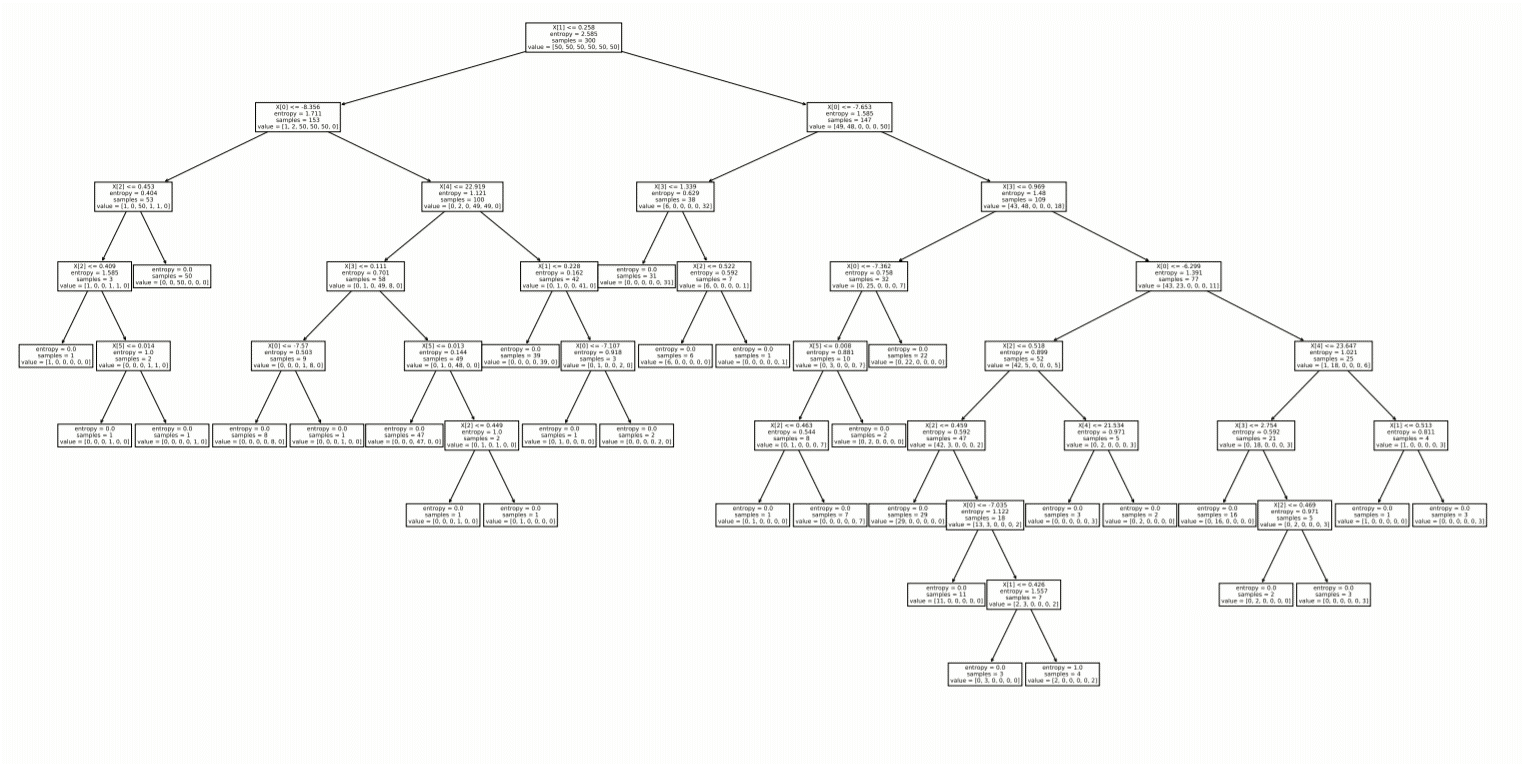 X[1] <= 0.258
entropy = 2.585
samples = 300
value = [50, 50, 50, 50, 50, 50]
X[0] <= -8.356
entropy = 1.711
samples = 153
value = [1, 2, 50, 50, 50, 0]
X[0] <= -7.653
entropy = 1.585
samples = 147
value = [49, 48, 0, 0, 0, 50]
X[2] <= 0.453
entropy = 0.404
samples = 53
value = [1, 0, 50, 1, 1, 0]
X[4] <= 22.919
entropy = 1.121
samples = 100
value = [0, 2, 0, 49, 49, 0]
X[3] <= 1.339
entropy = 0.629
samples = 38
value = [6, 0, 0, 0, 0, 32]
X[3] <= 0.969
entropy = 1.48
samples = 109
value = [43, 48, 0, 0, 0, 18]
X[2] <= 0.409
entropy = 1.585
samples = 3
value = [1, 0, 0, 1, 1, 0]
entropy = 0.0
samples = 50
value = [0, 0, 50, 0, 0, 0]
X[3] <= 0.111
entropy = 0.701
samples = 58
value = [0, 1, 0, 49, 8, 0]
X[1] <= 0.228
entropy = 0.162
samples = 42
value = [0, 1, 0, 0, 41, 0]
entropy = 0.0
samples = 31
value = [0, 0, 0, 0, 0, 31]
X[2] <= 0.522
entropy = 0.592
samples = 7
value = [6, 0, 0, 0, 0, 1]
X[0] <= -7.362
entropy = 0.758
samples = 32
value = [0, 25, 0, 0, 0, 7]
X[0] <= -6.299
entropy = 1.391
samples = 77
value = [43, 23, 0, 0, 0, 11]
entropy = 0.0
samples = 1
value = [1, 0, 0, 0, 0, 0]
X[5] <= 0.014
entropy = 1.0
samples = 2
value = [0, 0, 0, 1, 1, 0]
X[0] <= -7.57
entropy = 0.503
samples = 9
value = [0, 0, 0, 1, 8, 0]
X[5] <= 0.013
entropy = 0.144
samples = 49
value = [0, 1, 0, 48, 0, 0]
entropy = 0.0
samples = 39
value = [0, 0, 0, 0, 39, 0]
X[0] <= -7.107
entropy = 0.918
samples = 3
value = [0, 1, 0, 0, 2, 0]
entropy = 0.0
samples = 6
value = [6, 0, 0, 0, 0, 0]
entropy = 0.0
samples = 1
value = [0, 0, 0, 0, 0, 1]
X[5] <= 0.008
entropy = 0.881
samples = 10
value = [0, 3, 0, 0, 0, 7]
entropy = 0.0
samples = 22
value = [0, 22, 0, 0, 0, 0]
X[2] <= 0.518
entropy = 0.899
samples = 52
value = [42, 5, 0, 0, 0, 5]
X[4] <= 23.647
entropy = 1.021
samples = 25
value = [1, 18, 0, 0, 0, 6]
entropy = 0.0
samples = 1
value = [0, 0, 0, 1, 0, 0]
entropy = 0.0
samples = 1
value = [0, 0, 0, 0, 1, 0]
entropy = 0.0
samples = 8
value = [0, 0, 0, 0, 8, 0]
entropy = 0.0
samples = 1
value = [0, 0, 0, 1, 0, 0]
entropy = 0.0
samples = 47
value = [0, 0, 0, 47, 0, 0]
X[2] <= 0.449
entropy = 1.0
samples = 2
value = [0, 1, 0, 1, 0, 0]
entropy = 0.0
samples = 1
value = [0, 1, 0, 0, 0, 0]
entropy = 0.0
samples = 2
value = [0, 0, 0, 0, 2, 0]
X[2] <= 0.463
entropy = 0.544
samples = 8
value = [0, 1, 0, 0, 0, 7]
entropy = 0.0
samples = 2
value = [0, 2, 0, 0, 0, 0]
X[2] <= 0.459
entropy = 0.592
samples = 47
value = [42, 3, 0, 0, 0, 2]
X[4] <= 21.534
entropy = 0.971
samples = 5
value = [0, 2, 0, 0, 0, 3]
X[3] <= 2.754
entropy = 0.592
samples = 21
value = [0, 18, 0, 0, 0, 3]
X[1] <= 0.513
entropy = 0.811
samples = 4
value = [1, 0, 0, 0, 0, 3]
entropy = 0.0
samples = 1
value = [0, 0, 0, 1, 0, 0]
entropy = 0.0
samples = 1
value = [0, 1, 0, 0, 0, 0]
entropy = 0.0
samples = 1
value = [0, 1, 0, 0, 0, 0]
entropy = 0.0
samples = 7
value = [0, 0, 0, 0, 0, 7]
entropy = 0.0
samples = 29
value = [29, 0, 0, 0, 0, 0]
X[0] <= -7.035
entropy = 1.122
samples = 18
value = [13, 3, 0, 0, 0, 2]
entropy = 0.0
samples = 3
value = [0, 0, 0, 0, 0, 3]
entropy = 0.0
samples = 2
value = [0, 2, 0, 0, 0, 0]
entropy = 0.0
samples = 16
value = [0, 16, 0, 0, 0, 0]
X[2] <= 0.469
entropy = 0.971
samples = 5
value = [0, 2, 0, 0, 0, 3]
entropy = 0.0
samples = 1
value = [1, 0, 0, 0, 0, 0]
entropy = 0.0
samples = 3
value = [0, 0, 0, 0, 0, 3]
entropy = 0.0
samples = 11
value = [11, 0, 0, 0, 0, 0]
X[1] <= 0.426
entropy = 1.557
samples = 7
value = [2, 3, 0, 0, 0, 2]
entropy = 0.0
samples = 2
value = [0, 2, 0, 0, 0, 0]
entropy = 0.0
samples = 3
value = [0, 0, 0, 0, 0, 3]
entropy = 0.0
samples = 3
value = [0, 3, 0, 0, 0, 0]
entropy = 1.0
samples = 4
value = [2, 0, 0, 0, 0, 2]